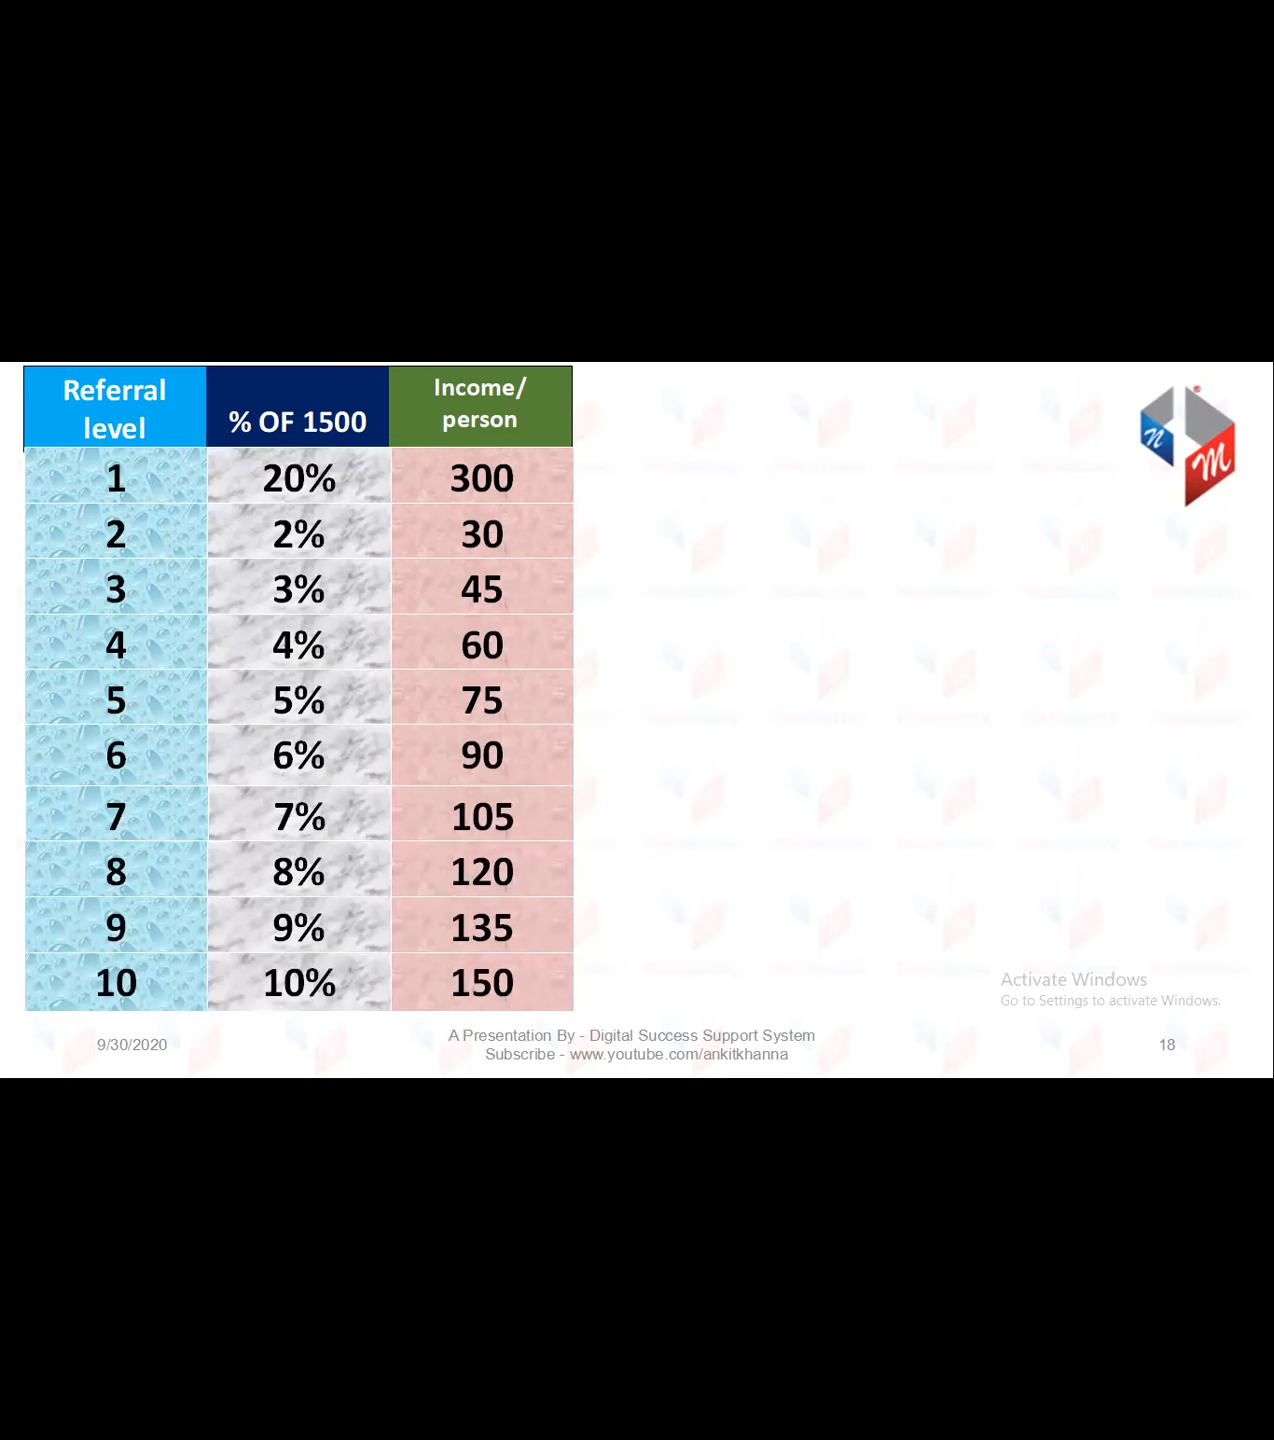 Referral
level
% OF 1500
Income/
person
1 20% 300
2 2% 30
3 3% 45
4 4% 60
5 5% 75
6 6% 90
7 7% 105
8 8% 120
9 9% 135
10 10% 150
n
m
®
Activate Windows
Go to Settings to activate Windows.
9/30/2020
A Presentation By - Digital Success Support System
Subscribe - www.youtube.com/ankitkhanna
18